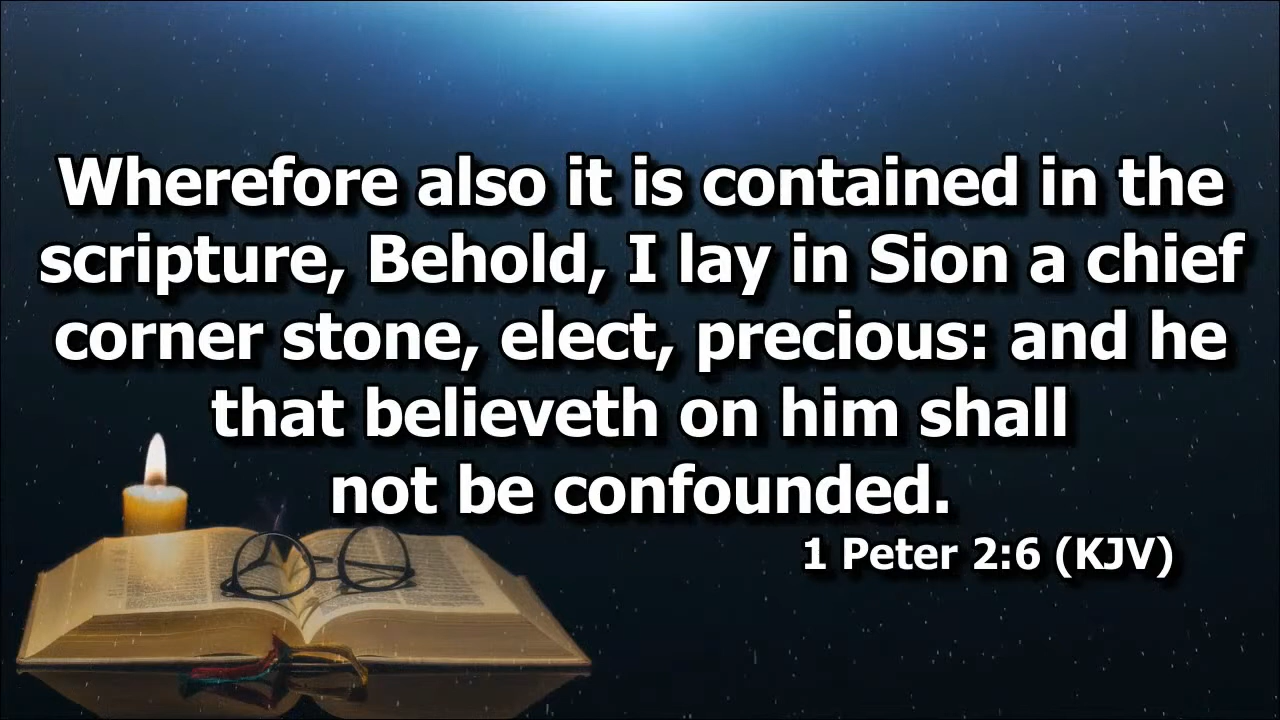 Wherefore also it is contained in the
scripture, Behold, I lay in Sion a chief
corner stone, elect, precious: and he
that believeth on him shall
not be confounded.
1 Peter 2:6 (KJV)